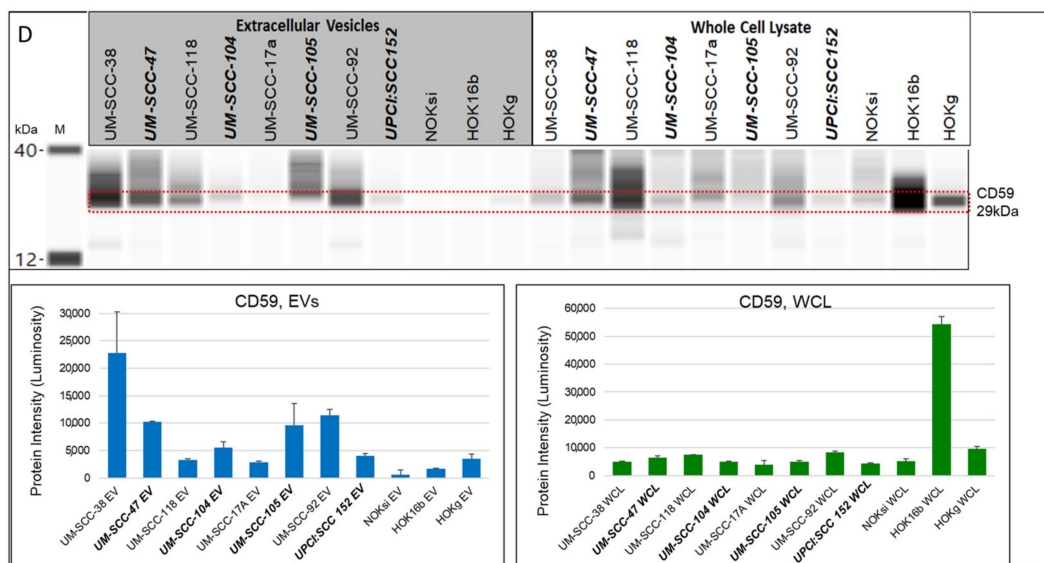 D
Extracellular Vesicles
Whole Cell Lysate
UM-SCC-38
UM-SCC-47
UM-SCC-118
UM-SCC-104
UM-SCC-17a
UM-SCC-105
UM-SCC-92
UPCI:SCC152
NOKsi
HOK16b
HOKg
UM-SCC-38
UM-SCC-47
UM-SCC-118
UM-SCC-104
UM-SCC-17a
UM-SCC-105
UM-SCC-92
UPCI:SCC152
NOKsi
HOK16b
HOKg
kDa M
40-
12-
CD59
29kDa
CD59, EVs
Protein Intensity (Luminosity)
30,000
25,000
20,000
15,000
10,000
5000
0
UM-SCC-38 EV
UM-SCC-47 EV
UM-SCC-118 EV
UM-SCC-104 EV
UM-SCC-17A EV
UM-SCC-105 EV
UM-SCC-92 EV
UPCI:SCC 152 EV
NOKsi EV
HOK16b EV
HOKg EV
CD59, WCL
Protein Intensity (Luminosity)
60,000
50,000
40,000
30,000
20,000
10,000
0
UM-SCC-38 WCL
UM-SCC-47 WCL
UM-SCC-118 WCL
UM-SCC-104 WCL
UM-SCC-17A WCL
UM-SCC-105 WCL
UM-SCC-92 WCL
UPCI:SCC 152 WCL
NOKsi WCL
HOK16b WCL
HOKg WCL